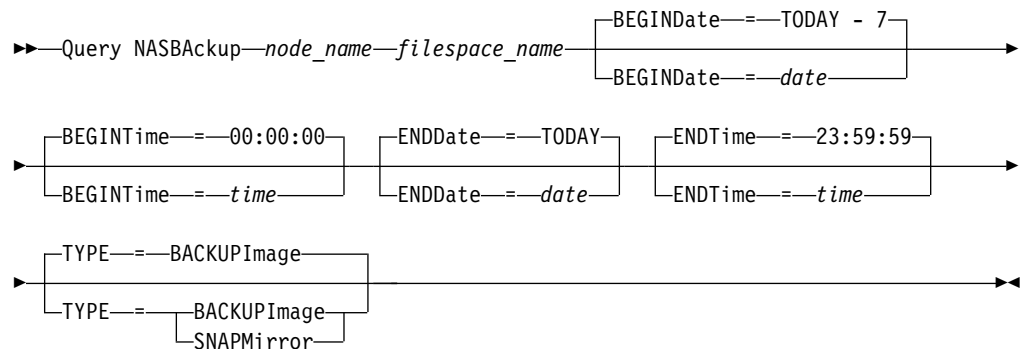 BEGINDate = TODAY - 7
Query NASBAckup node_name filespace_name
BEGINDate = date
BEGINTime = 00:00:00 ENDDate = TODAY ENDTime = 23:59:59
BEGINTime = time ENDDate = date ENDTime = time
TYPE = BACKUPImage
TYPE = BACKUPImage
SNAPMirror